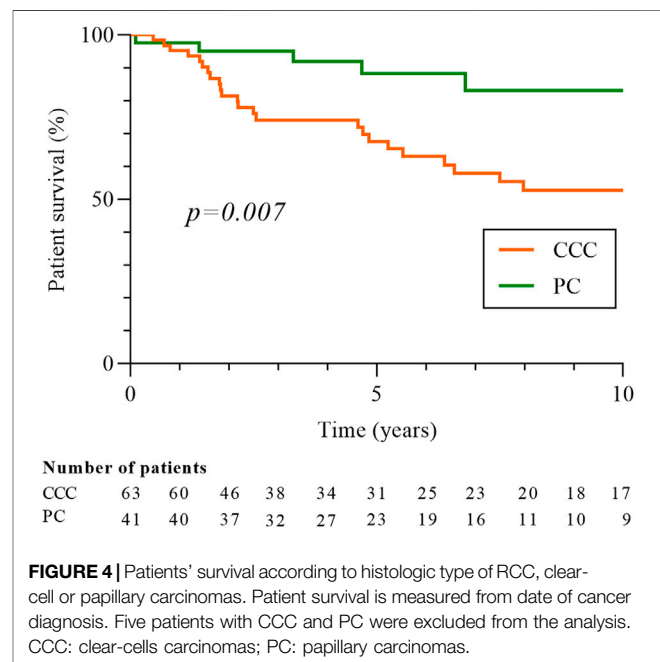 100
50
0
Patient survival (%)
p=0.007
CCC
PC
0 5 10
Time (years)
Number of patients
CCC 63 60 46 38 34 31 25 23 20 18 17
PC 41 40 37 32 27 23 19 16 11 10 9
FIGURE 4 | Patients' survival according to histologic type of RCC, clear-
cell or papillary carcinomas. Patient survival is measured from date of cancer
diagnosis. Five patients with CCC and PC were excluded from the analysis.
CCC: clear-cells carcinomas; PC: papillary carcinomas.